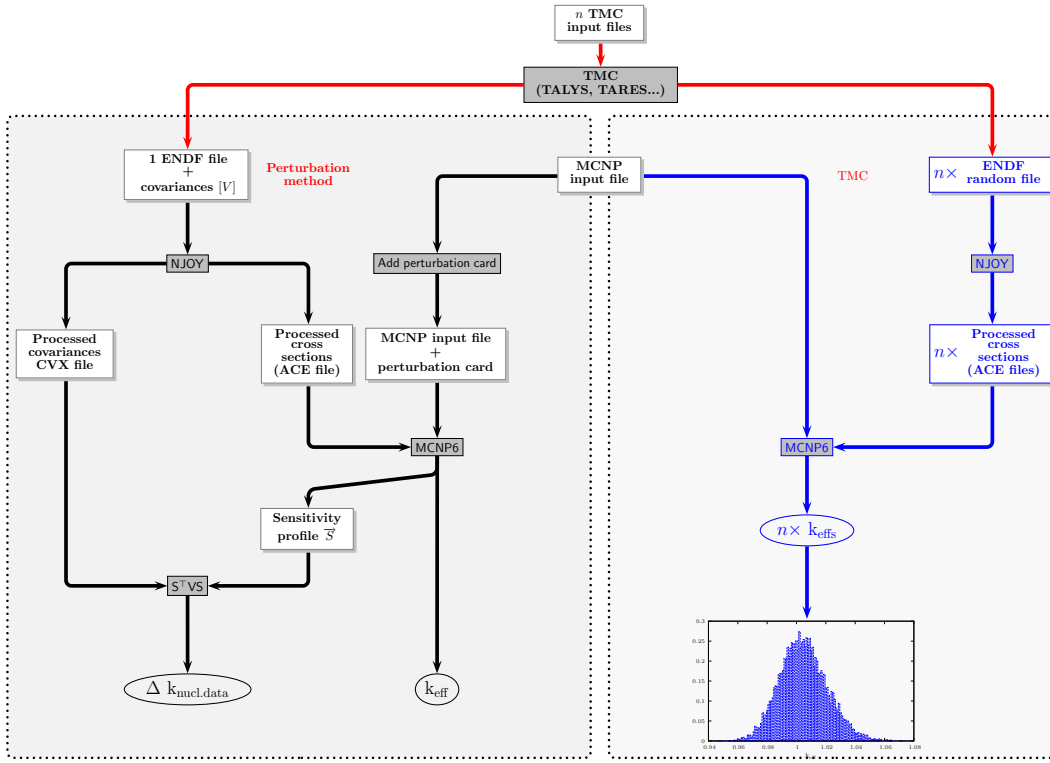 n TMC
input files
TMC
(TALYS, TARES...)
1 ENDF file
+
covariances [V]
Perturbation
method
MCNP
input file
TMC
n× ENDF
random file
NJOY
Add perturbation card
NJOY
Processed
covariances
CVX file
Processed
cross
sections
(ACE file)
MCNP input file
+
perturbation card
n× Processed
cross
sections
(ACE files)
MCNP6
MCNP6
Sensitivity
profile S⃗
n× k_effs
S⊤VS
Δ k_nucl.data
k_eff
0.3
0.25
0.2
0.15
0.1
0.05
0
0.94 0.96 0.98 1 1.02 1.04 1.06 1.08